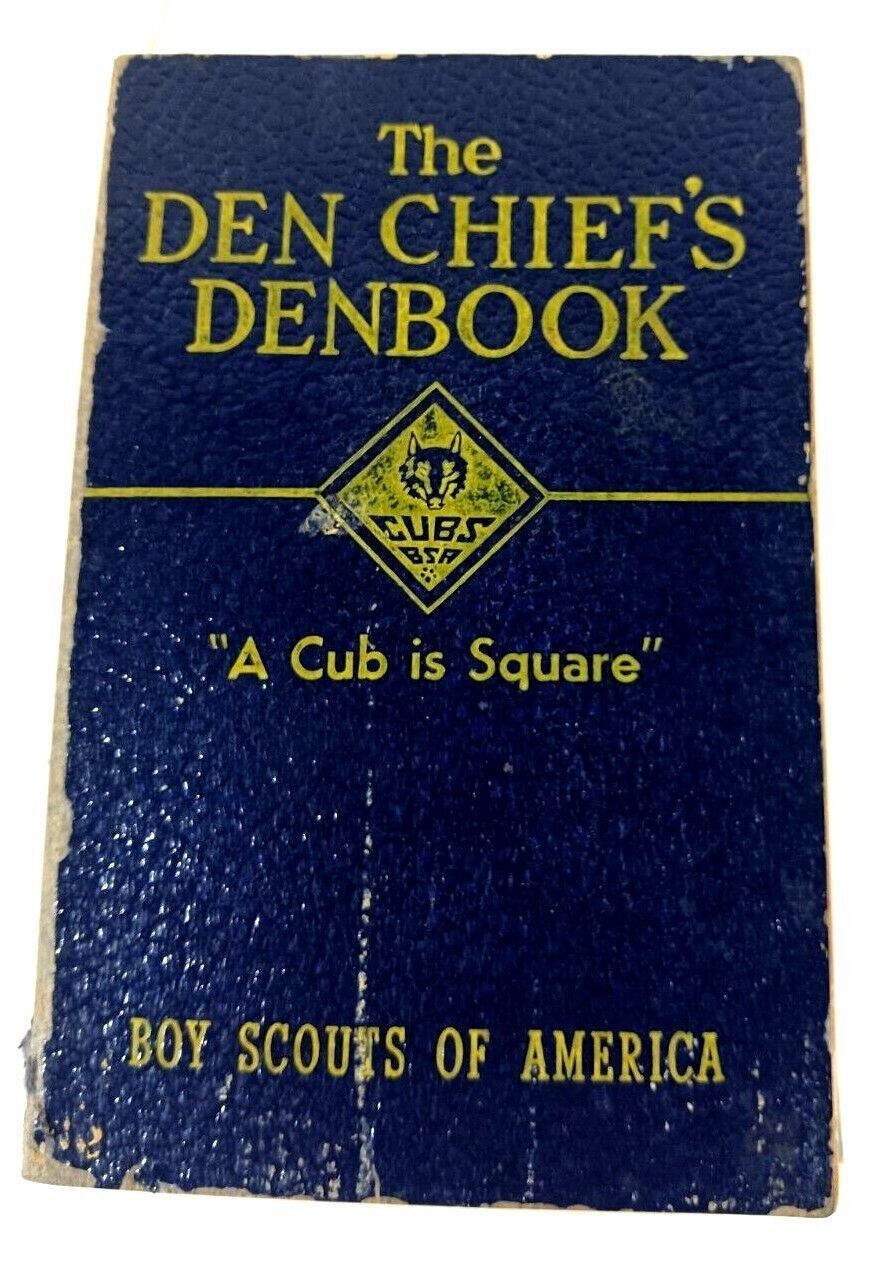 The
DEN CHIEF'S
DENBOOK
CUBS
BSA
"A Cub is Square"
BOY SCOUTS OF AMERICA